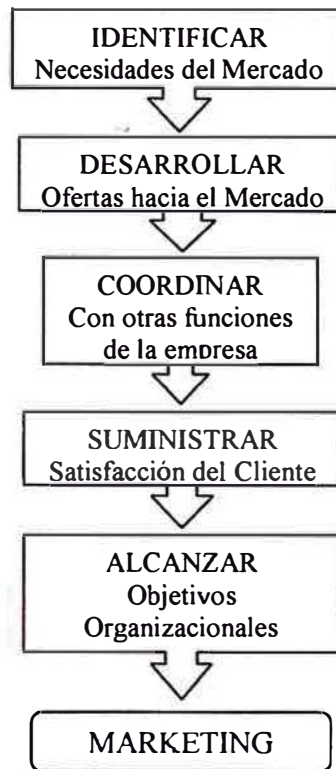 IDENTIFICAR
Necesidades del Mercado
DESARROLLAR
Ofertas hacia el Mercado
COORDINAR
Con otras funciones
de la empresa
SUMINISTRAR
Satisfacción del Cliente
ALCANZAR
Objetivos
Organizacionales
MARKETING